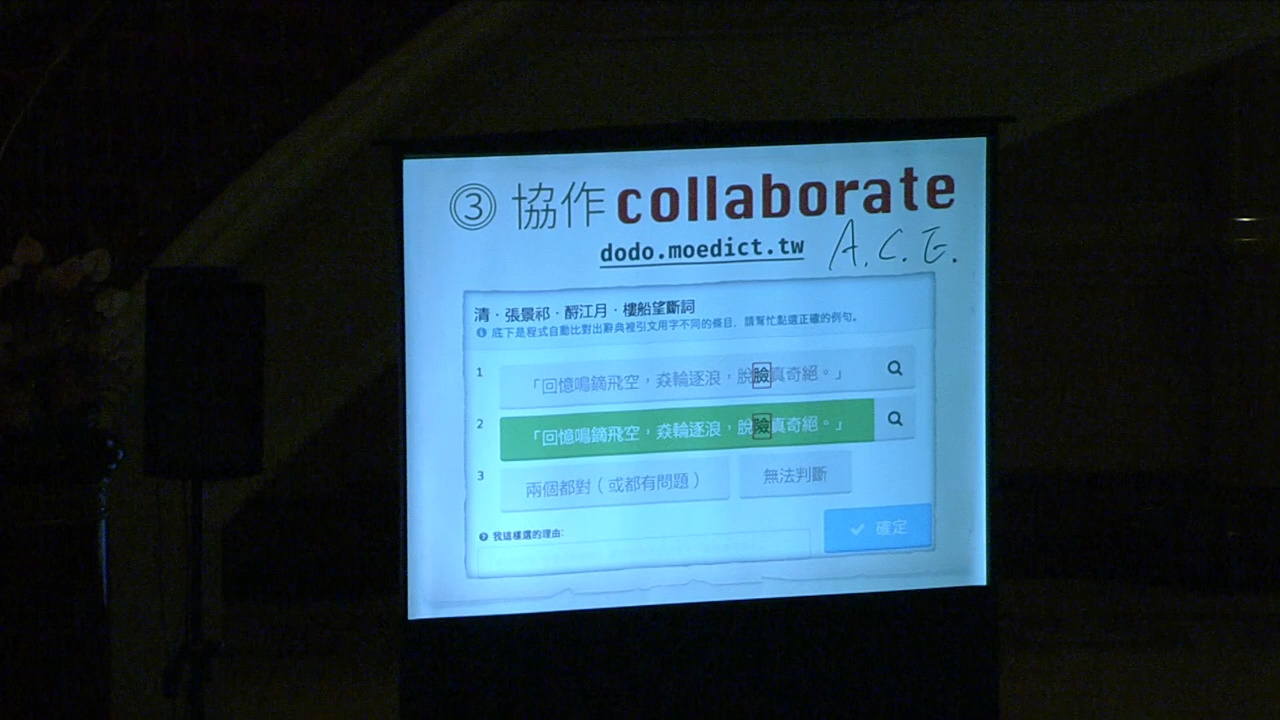 ③ 協作 collaborate
dodo.moedict.tw A.C.E.
清．張景祁．酹江月．樓船望斷詞
底下是程式自動比對出辭典裡引文用字不同的條目，請幫忙點選正確的例句。
1 「回憶鳴鏑飛空，焱輪逐浪，脫臉真奇絕。」
2 「回憶鳴鏑飛空，焱輪逐浪，脫險真奇絕。」
3 兩個都對（或都有問題） 無法判斷
我這樣選的理由:
確定